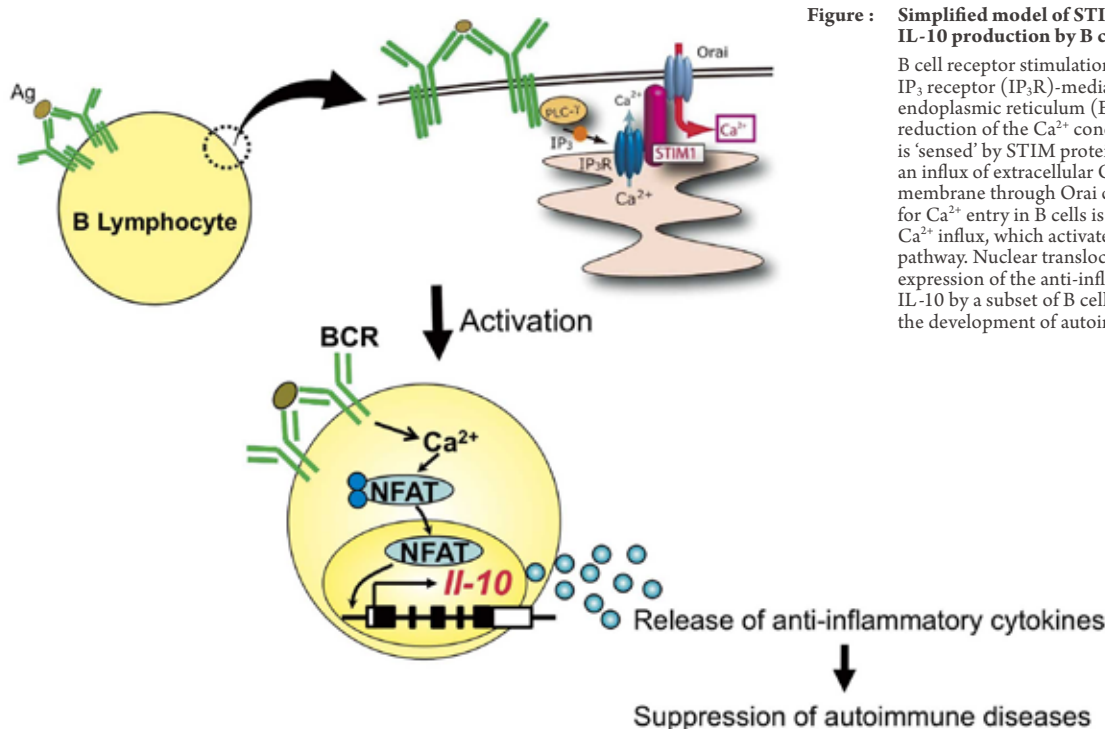 Figure : Simplified model of STI
IL-10 production by B c
B cell receptor stimulation
IP₃ receptor (IP₃R)-media
endoplasmic reticulum (E
reduction of the Ca²⁺ conc
is ‘sensed’ by STIM protei
an influx of extracellular C
membrane through Orai c
for Ca²⁺ entry in B cells is
Ca²⁺ influx, which activate
pathway. Nuclear transloc
expression of the anti-infl
IL-10 by a subset of B cell
the development of autoi
Ag
B Lymphocyte
Orai
Ca²⁺
PLC-γ
IP₃
Ca²⁺
STIM1
IP₃R
Ca²⁺
Activation
BCR
Ca²⁺
NFAT
NFAT
Il-10
Release of anti-inflammatory cytokines
Suppression of autoimmune diseases